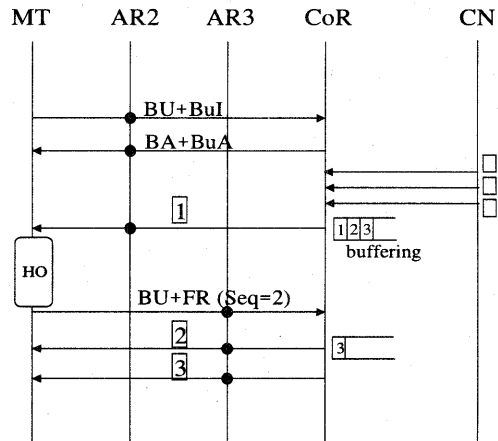 MT AR2 AR3 CoR CN
BU+BuI
BA+BuA
1
1 2 3
buffering
HO
BU+FR (Seq=2)
2
3
3